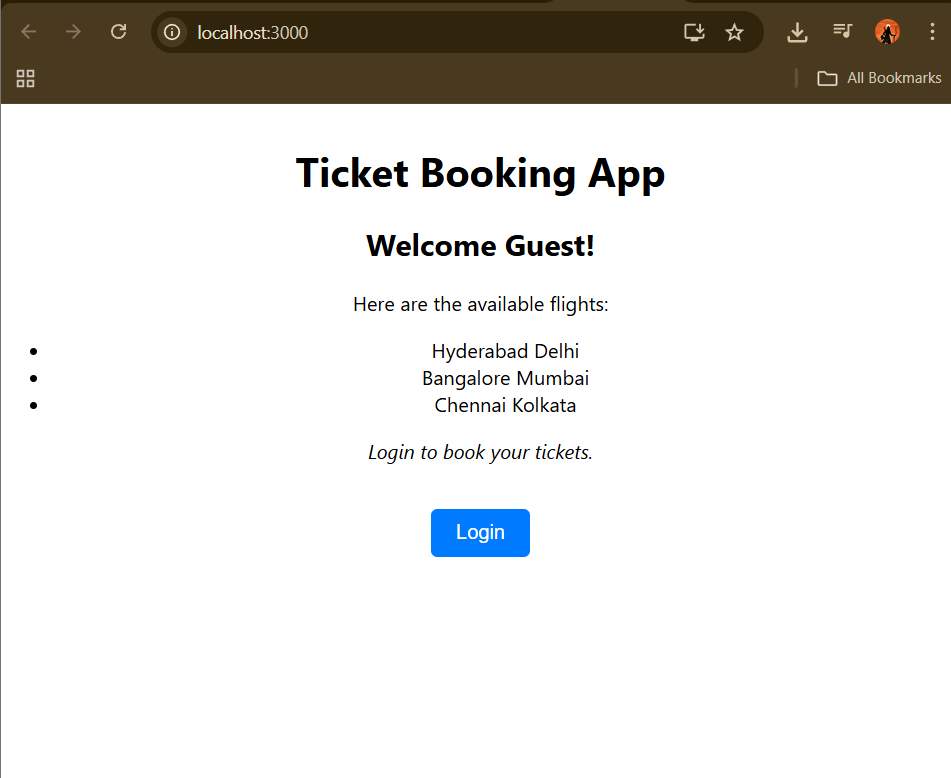 localhost:3000
All Bookmarks
Ticket Booking App
Welcome Guest!
Here are the available flights:
Hyderabad Delhi
Bangalore Mumbai
Chennai Kolkata
Login to book your tickets.
Login